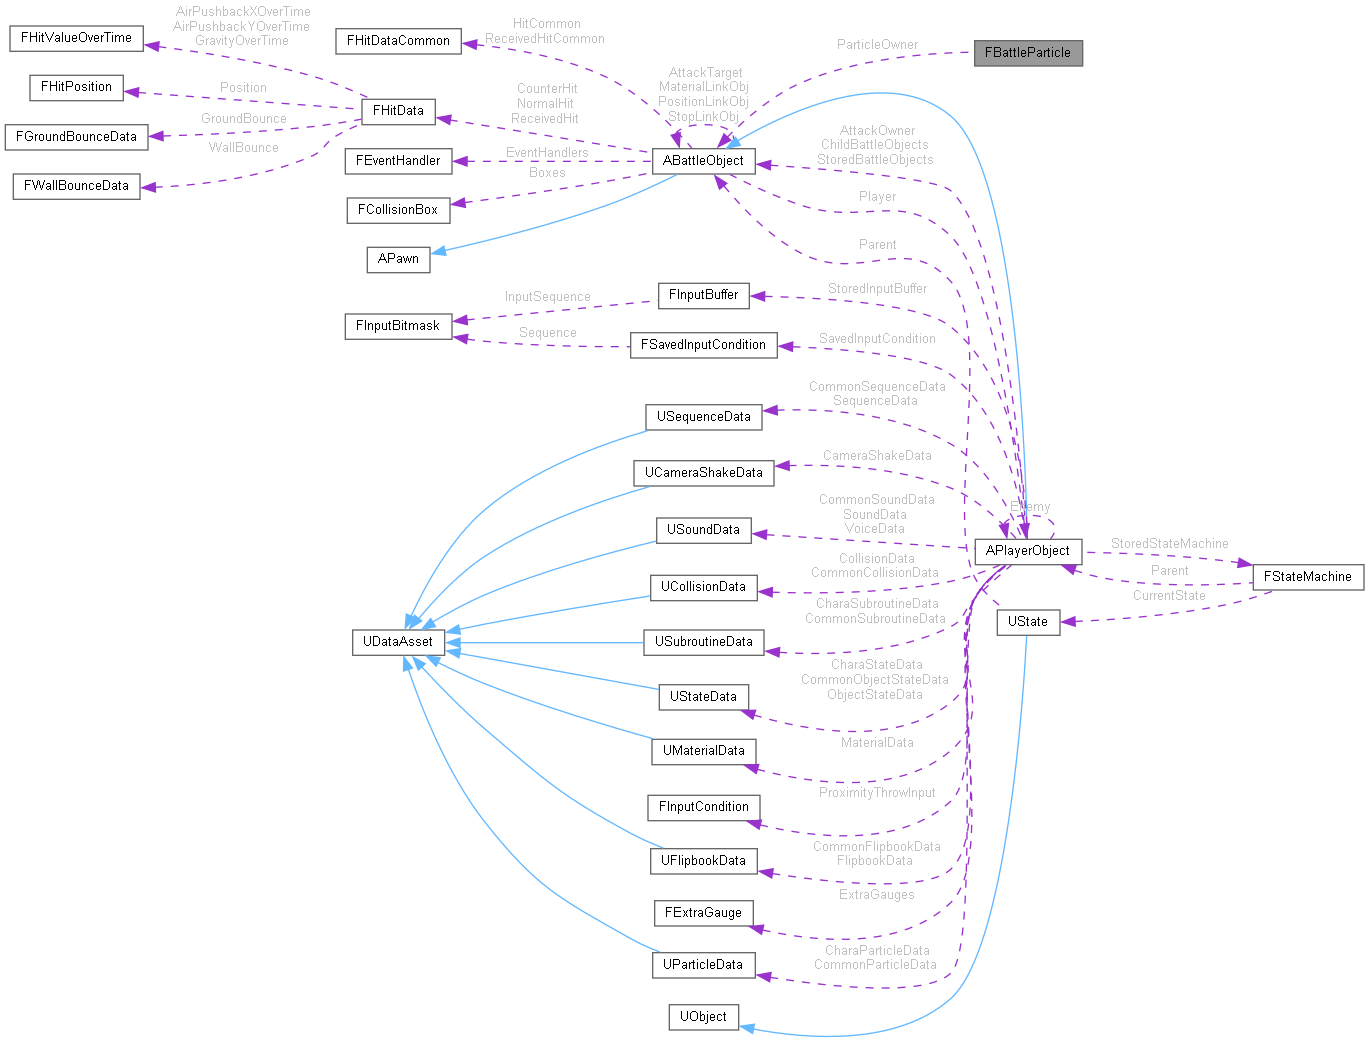 AirPushbackXOverTime
AirPushbackYOverTime
GravityOverTime
FHitValueOverTime
HitCommon
ReceivedHitCommon
FHitDataCommon
ParticleOwner
FBattleParticle
Position
FHitPosition
FHitData
AttackTarget
MaterialLinkObj
PositionLinkObj
StopLinkObj
CounterHit
NormalHit
ReceivedHit
GroundBounce
FGroundBounceData
WallBounce
FWallBounceData
AttackOwner
ChildBattleObjects
StoredBattleObjects
EventHandlers
FEventHandler
ABattleObject
Boxes
FCollisionBox
Player
Parent
APawn
FInputBuffer
StoredInputBuffer
InputSequence
FInputBitmask
Sequence
FSavedInputCondition
SavedInputCondition
CommonSequenceData
SequenceData
USequenceData
CameraShakeData
UCameraShakeData
CommonSoundData
SoundData
VoiceData
USoundData
Enemy
APlayerObject
StoredStateMachine
Parent
FStateMachine
CurrentState
CollisionData
CommonCollisionData
UCollisionData
CharaSubroutineData
CommonSubroutineData
UState
UDataAsset
USubroutineData
CharaStateData
CommonObjectStateData
ObjectStateData
UStateData
MaterialData
UMaterialData
ProximityThrowInput
FInputCondition
CommonFlipbookData
FlipbookData
UFlipbookData
ExtraGauges
FExtraGauge
CharaParticleData
CommonParticleData
UParticleData
UObject